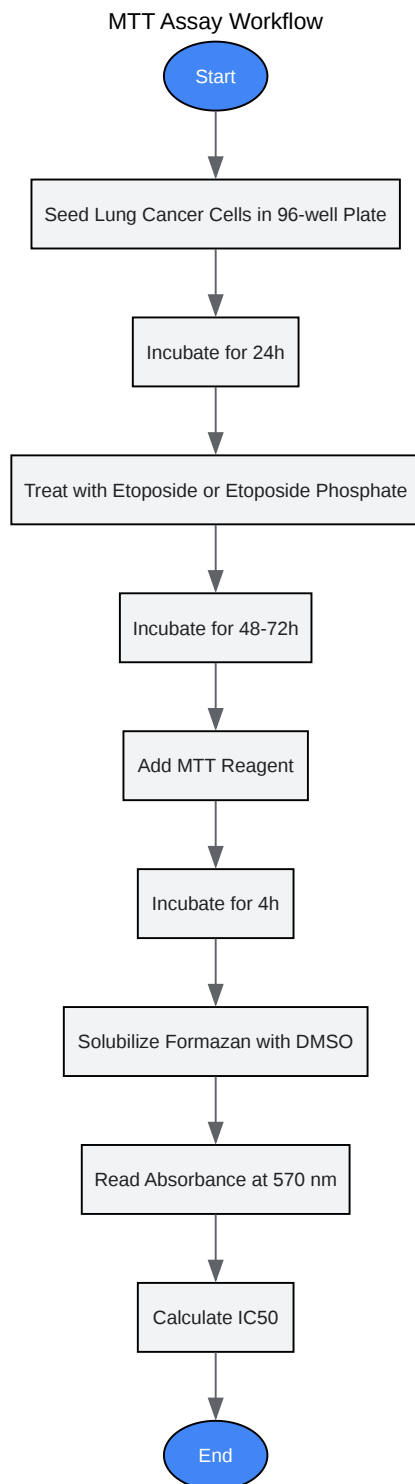 MTT Assay Workflow
Start
Seed Lung Cancer Cells in 96-well Plate
Incubate for 24h
Treat with Etoposide or Etoposide Phosphate
Incubate for 48-72h
Add MTT Reagent
Incubate for 4h
Solubilize Formazan with DMSO
Read Absorbance at 570 nm
Calculate IC50
End